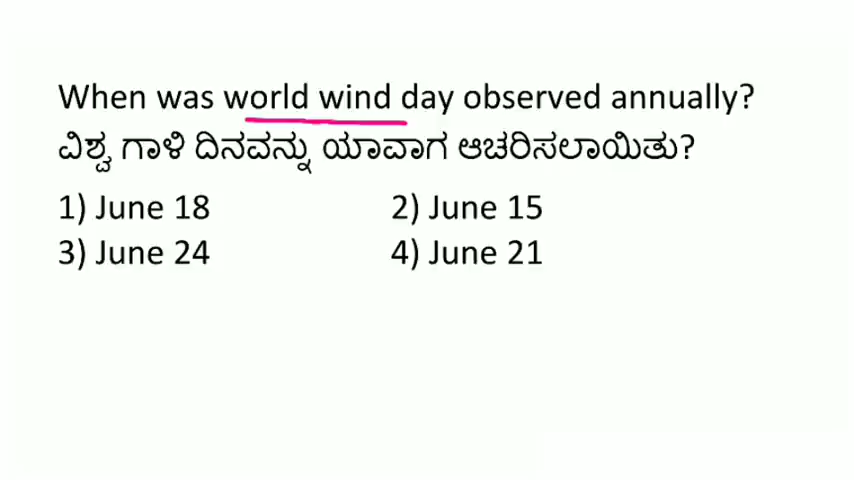 When was world wind day observed annually?
ವಿಶ್ವ ಗಾಳಿ ದಿನವನ್ನು ಯಾವಾಗ ಆಚರಿಸಲಾಯಿತು?
1) June 18 2) June 15
3) June 24 4) June 21